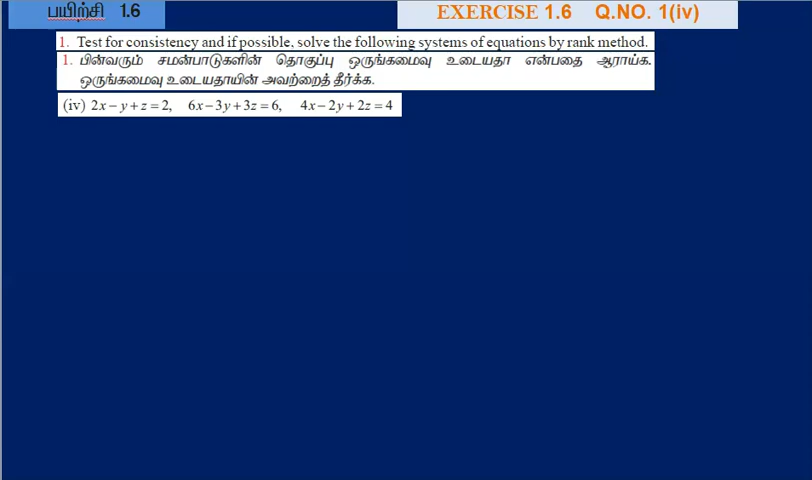 பயிற்சி 1.6
EXERCISE 1.6 Q.NO. 1(iv)
1. Test for consistency and if possible, solve the following systems of equations by rank method.
1. பின்வரும் சமன்பாடுகளின் தொகுப்பு ஒருங்கமைவு உடையதா என்பதை ஆராய்க.
ஒருங்கமைவு உடையதாயின் அவற்றைத் தீர்க்க.
(iv) 2x − y + z = 2, 6x − 3y + 3z = 6, 4x − 2y + 2z = 4